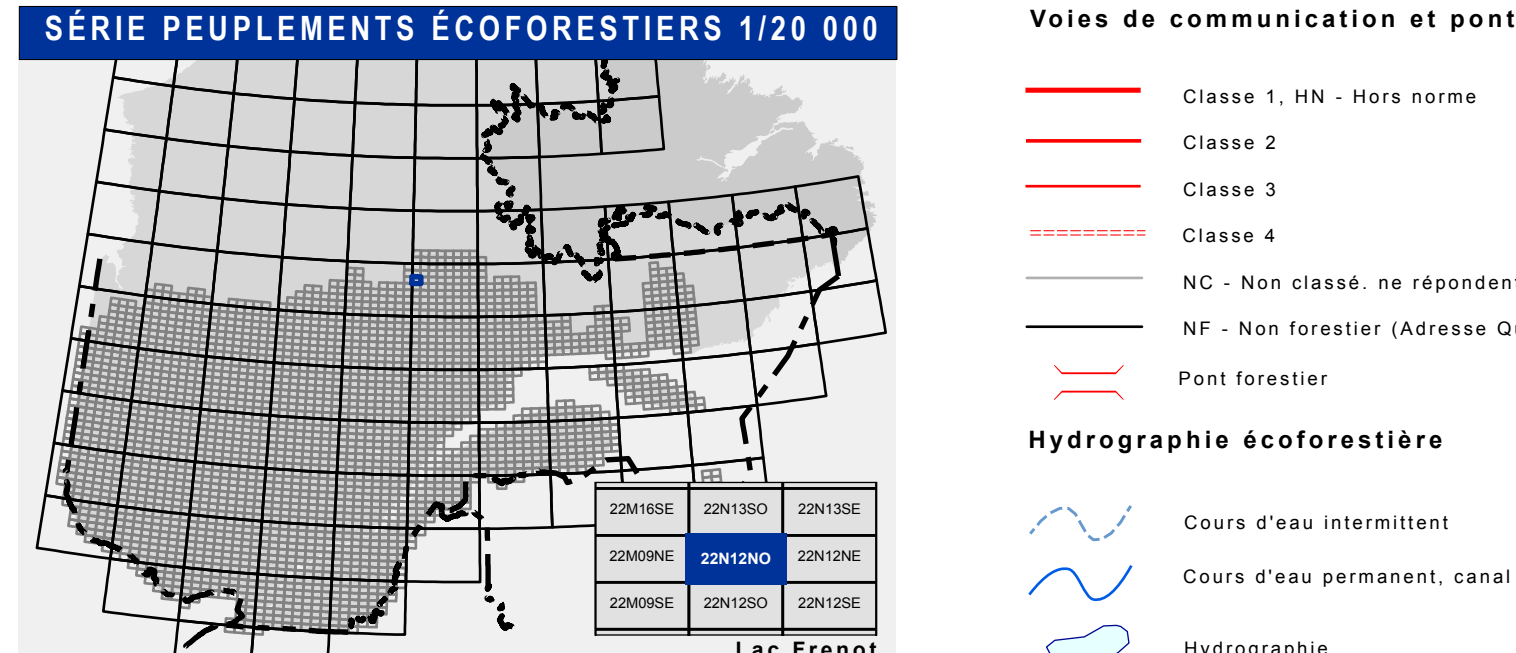 SÉRIE PEUPLEMENTS ÉCOFORESTIERS 1/20 000
22M16SE 22N13SO 22N13SE
22M09NE 22N12NO 22N12NE
22M09SE 22N12SO 22N12SE
Lac Frenot
Voies de communication et pont
Classe 1, HN - Hors norme
Classe 2
Classe 3
Classe 4
NC - Non classé. ne répondent
NF - Non forestier (Adresse Qu
Pont forestier
Hydrographie écoforestière
Cours d'eau intermittent
Cours d'eau permanent, canal
Hydrographie